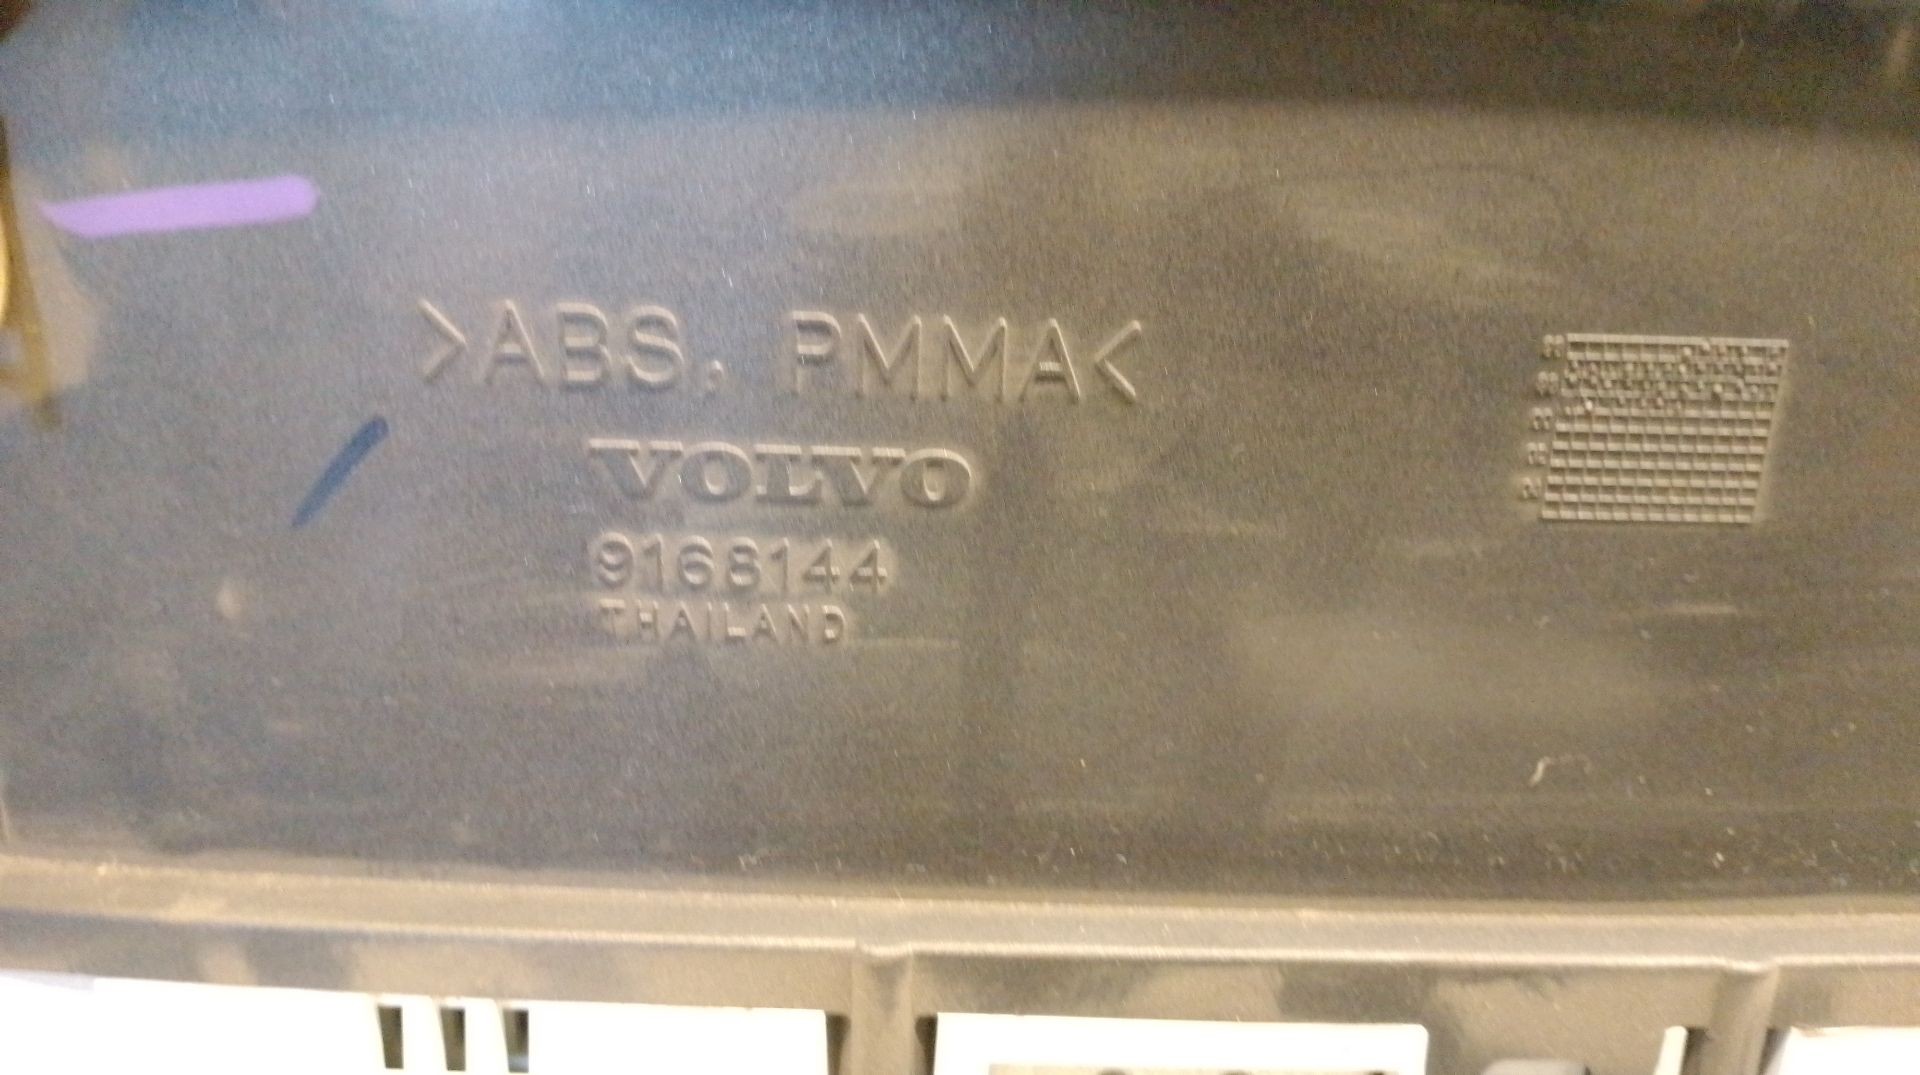 >ABS, PMMA<
VOLVO
9168144
THAILAND